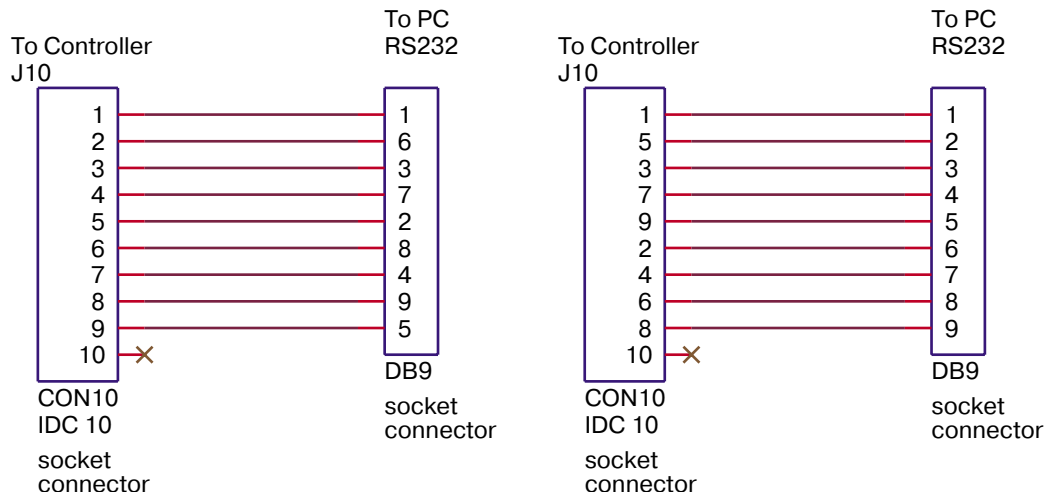 To Controller
J10
To PC
RS232
1
2
3
4
5
6
7
8
9
10
1
6
3
7
2
8
4
9
5
CON10
IDC 10
socket
connector
DB9
socket
connector
To Controller
J10
To PC
RS232
1
5
3
7
9
2
4
6
8
10
1
2
3
4
5
6
7
8
9
CON10
IDC 10
socket
connector
DB9
socket
connector